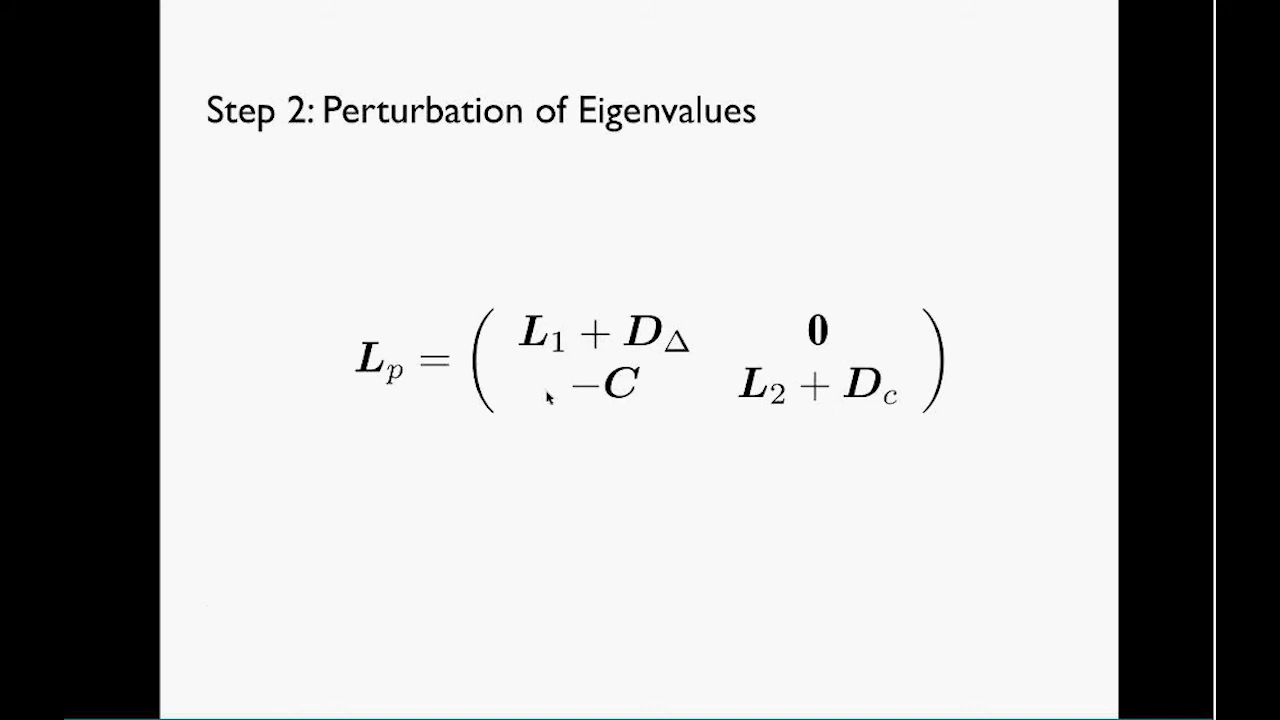 Step 2: Perturbation of Eigenvalues
L_p = ( L_1 + D_Δ 0
-C L_2 + D_c )